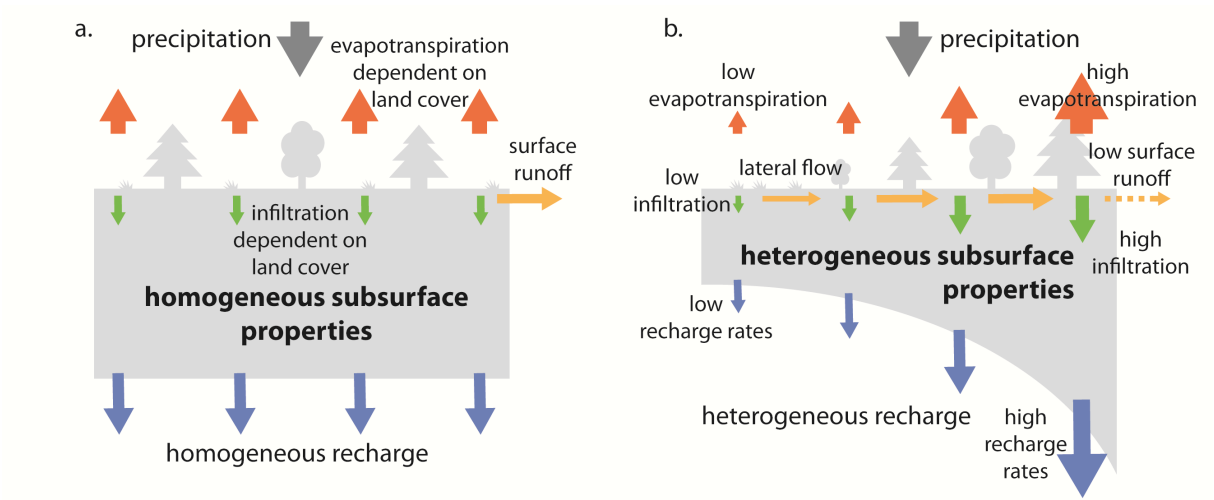 a.
precipitation
evapotranspiration
dependent on
land cover
surface
runoff
infiltration
dependent on
land cover
homogeneous subsurface
properties
homogeneous recharge
b.
precipitation
low
evapotranspiration
high
evapotranspiration
lateral flow
low surface
runoff
low
infiltration
high
infiltration
heterogeneous subsurface
properties
low
recharge rates
heterogeneous recharge
high
recharge
rates